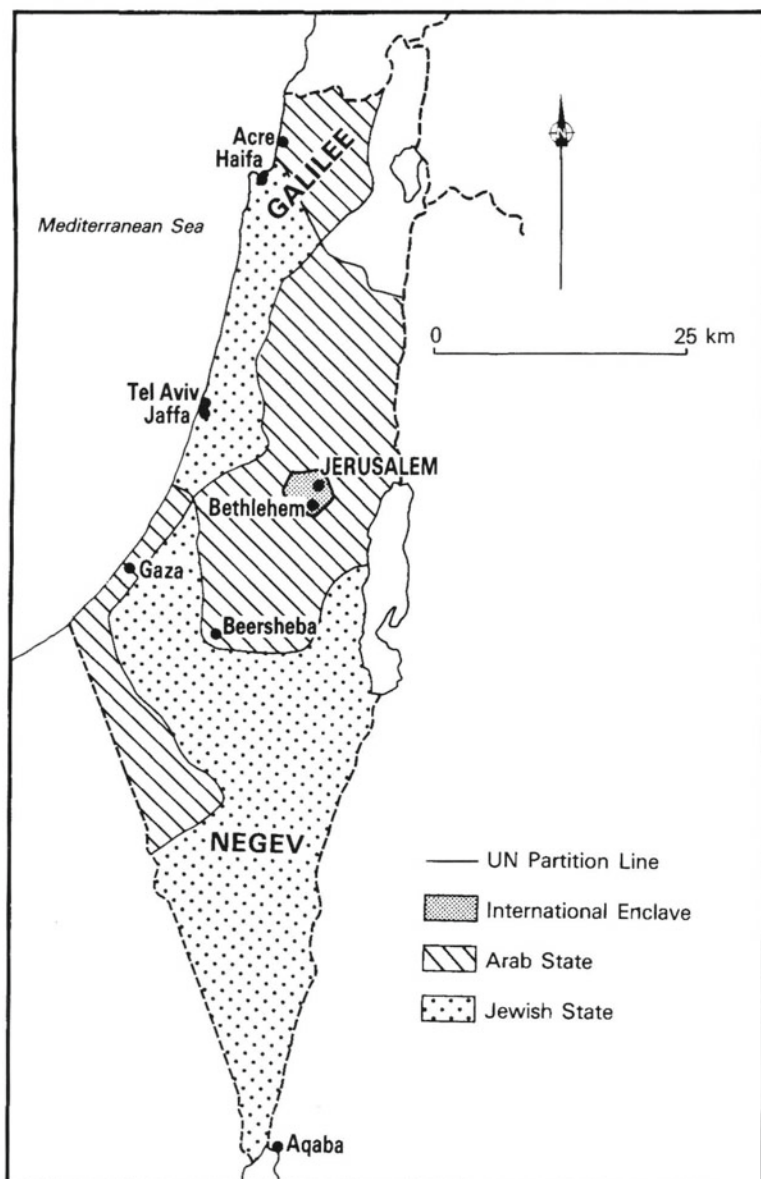 Acre
Haifa
GALILEE
N
Mediterranean Sea
0 25 km
Tel Aviv
Jaffa
JERUSALEM
Bethlehem
Gaza
Beersheba
NEGEV
UN Partition Line
International Enclave
Arab State
Jewish State
Aqaba